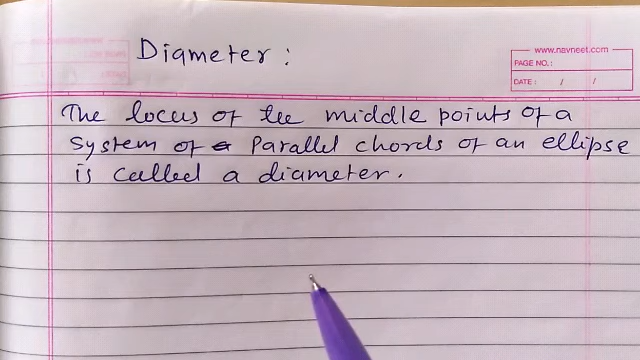 Diameter :
www.navneet.com
PAGE NO.:
DATE : / /
The locus of the middle points of a
system of Parallel chords of an ellipse
is called a diameter.